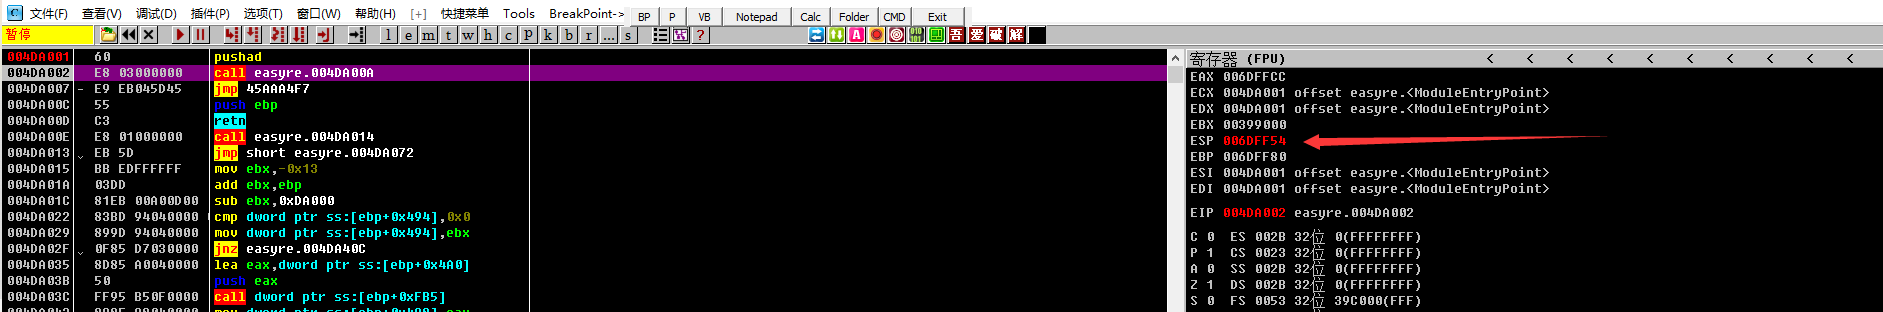 C 文件(F) 查看(V) 调试(D) 插件(P) 选项(T) 窗口(W) 帮助(H) [+] 快捷菜单 Tools BreakPoint-> BP P VB Notepad Calc Folder CMD Exit
暂停 l e m t w h c p k b r ... s ? A 吾 爱 破 解
004DA001 60 pushad
004DA002 E8 03000000 call easyre.004DA00A
004DA007 - E9 EB045D45 jmp 45AAA4F7
004DA00C 55 push ebp
004DA00D C3 retn
004DA00E E8 01000000 call easyre.004DA014
004DA013 EB 5D jmp short easyre.004DA072
004DA015 BB EDFFFFFF mov ebx,-0x13
004DA01A 03DD add ebx,ebp
004DA01C 81EB 00A00D00 sub ebx,0xDA000
004DA022 83BD 94040000 cmp dword ptr ss:[ebp+0x494],0x0
004DA029 899D 94040000 mov dword ptr ss:[ebp+0x494],ebx
004DA02F 0F85 D7030000 jnz easyre.004DA40C
004DA035 8D85 A0040000 lea eax,dword ptr ss:[ebp+0x4A0]
004DA03B 50 push eax
004DA03C FF95 B50F0000 call dword ptr ss:[ebp+0xFB5]
寄存器 (FPU) < < < < < < < < < <
EAX 006DFFCC
ECX 004DA001 offset easyre.<ModuleEntryPoint>
EDX 004DA001 offset easyre.<ModuleEntryPoint>
EBX 00399000
ESP 006DFF54
EBP 006DFF80
ESI 004DA001 offset easyre.<ModuleEntryPoint>
EDI 004DA001 offset easyre.<ModuleEntryPoint>
EIP 004DA002 easyre.004DA002
C 0 ES 002B 32位 0(FFFFFFFF)
P 1 CS 0023 32位 0(FFFFFFFF)
A 0 SS 002B 32位 0(FFFFFFFF)
Z 1 DS 002B 32位 0(FFFFFFFF)
S 0 FS 0053 32位 39C000(FFF)